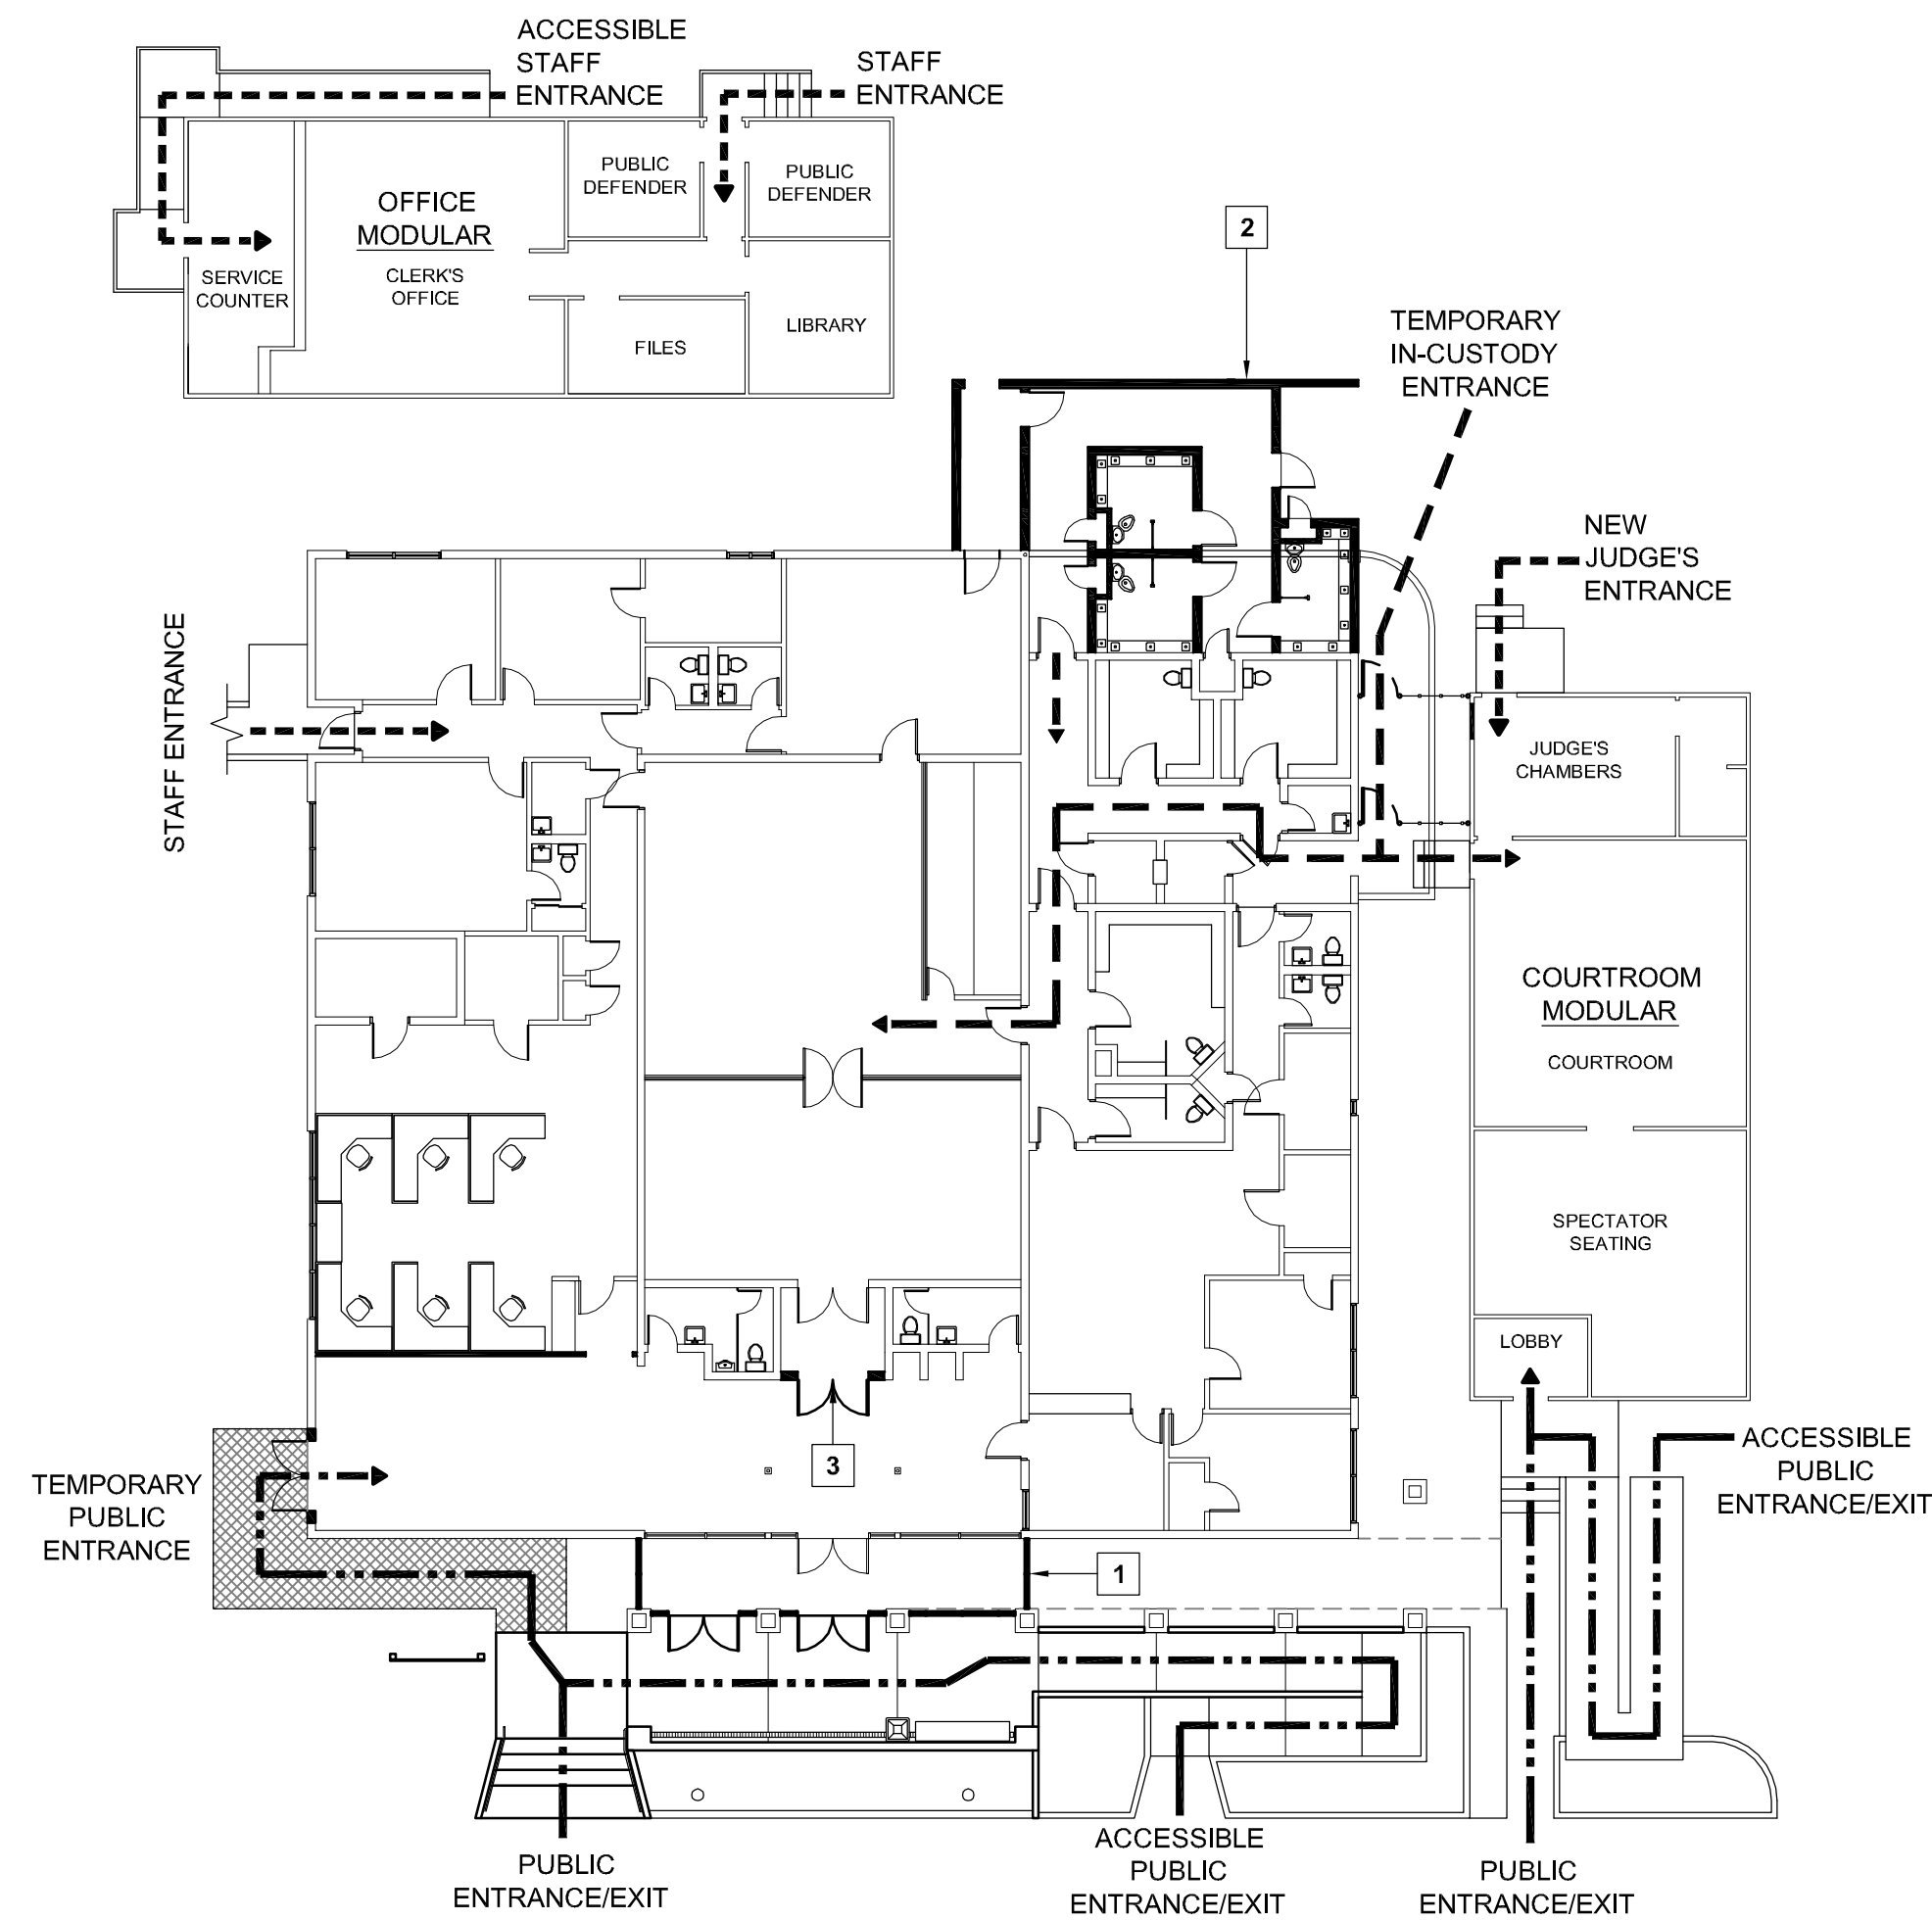 ACCESSIBLE
STAFF
ENTRANCE
STAFF
ENTRANCE
PUBLIC
DEFENDER
PUBLIC
DEFENDER
OFFICE
MODULAR
CLERK'S
OFFICE
SERVICE
COUNTER
LIBRARY
FILES
2
TEMPORARY
IN-CUSTODY
ENTRANCE
NEW
JUDGE'S
ENTRANCE
STAFF ENTRANCE
JUDGE'S
CHAMBERS
COURTROOM
MODULAR
COURTROOM
SPECTATOR
SEATING
LOBBY
3
ACCESSIBLE
PUBLIC
ENTRANCE/EXIT
TEMPORARY
PUBLIC
ENTRANCE
1
PUBLIC
ENTRANCE/EXIT
ACCESSIBLE
PUBLIC
ENTRANCE/EXIT
PUBLIC
ENTRANCE/EXIT